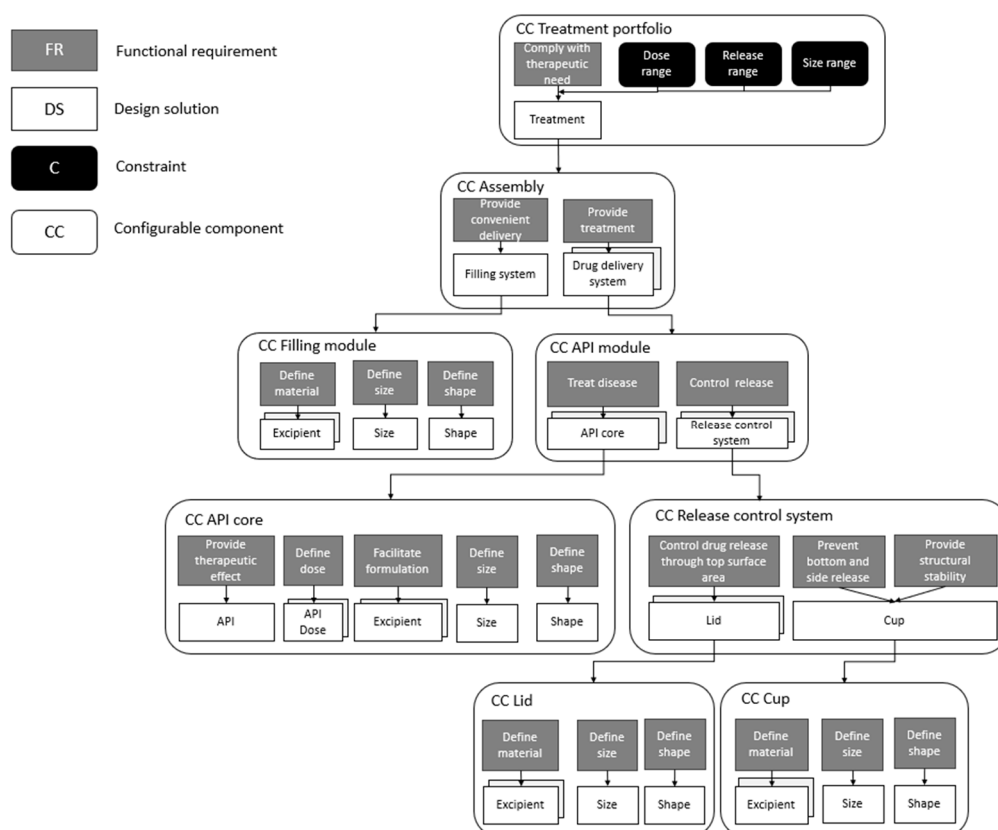 FR
Functional requirement
DS
Design solution
C
Constraint
CC
Configurable component
CC Treatment portfolio
Comply with
therapeutic
need
Dose
range
Release
range
Size range
Treatment
CC Assembly
Provide
convenient
delivery
Provide
treatment
Filling system
Drug delivery
system
CC Filling module
Define
material
Define
size
Define
shape
Excipient
Size
Shape
CC API module
Treat disease
Control release
API core
Release control
system
CC API core
Provide
therapeutic
effect
Define
dose
Facilitate
formulation
Define
size
Define
shape
API
API
Dose
Excipient
Size
Shape
CC Release control system
Control drug release
through top surface
area
Prevent
bottom and
side release
Provide
structural
stability
Lid
Cup
CC Lid
Define
material
Define
size
Define
shape
Excipient
Size
Shape
CC Cup
Define
material
Define
size
Define
shape
Excipient
Size
Shape